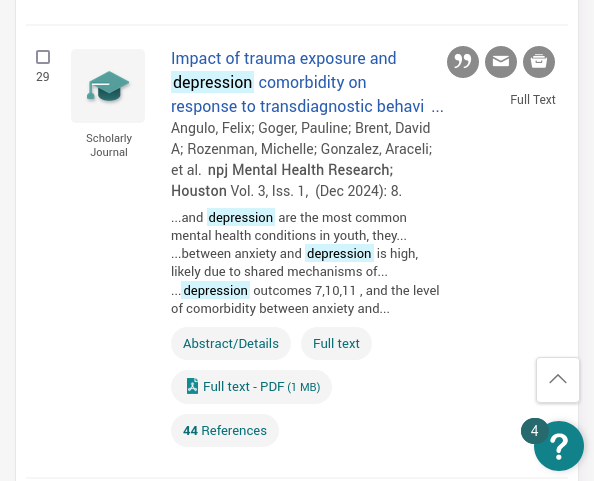 29
Scholarly
Journal
Impact of trauma exposure and
depression comorbidity on
response to transdiagnostic behavi ...
Full Text
Angulo, Felix; Goger, Pauline; Brent, David
A; Rozenman, Michelle; Gonzalez, Araceli;
et al. npj Mental Health Research;
Houston Vol. 3, Iss. 1, (Dec 2024): 8.
...and depression are the most common
mental health conditions in youth, they...
...between anxiety and depression is high,
likely due to shared mechanisms of...
...depression outcomes 7,10,11 , and the level
of comorbidity between anxiety and...
Abstract/Details
Full text
Full text - PDF (1 MB)
44 References
4
?